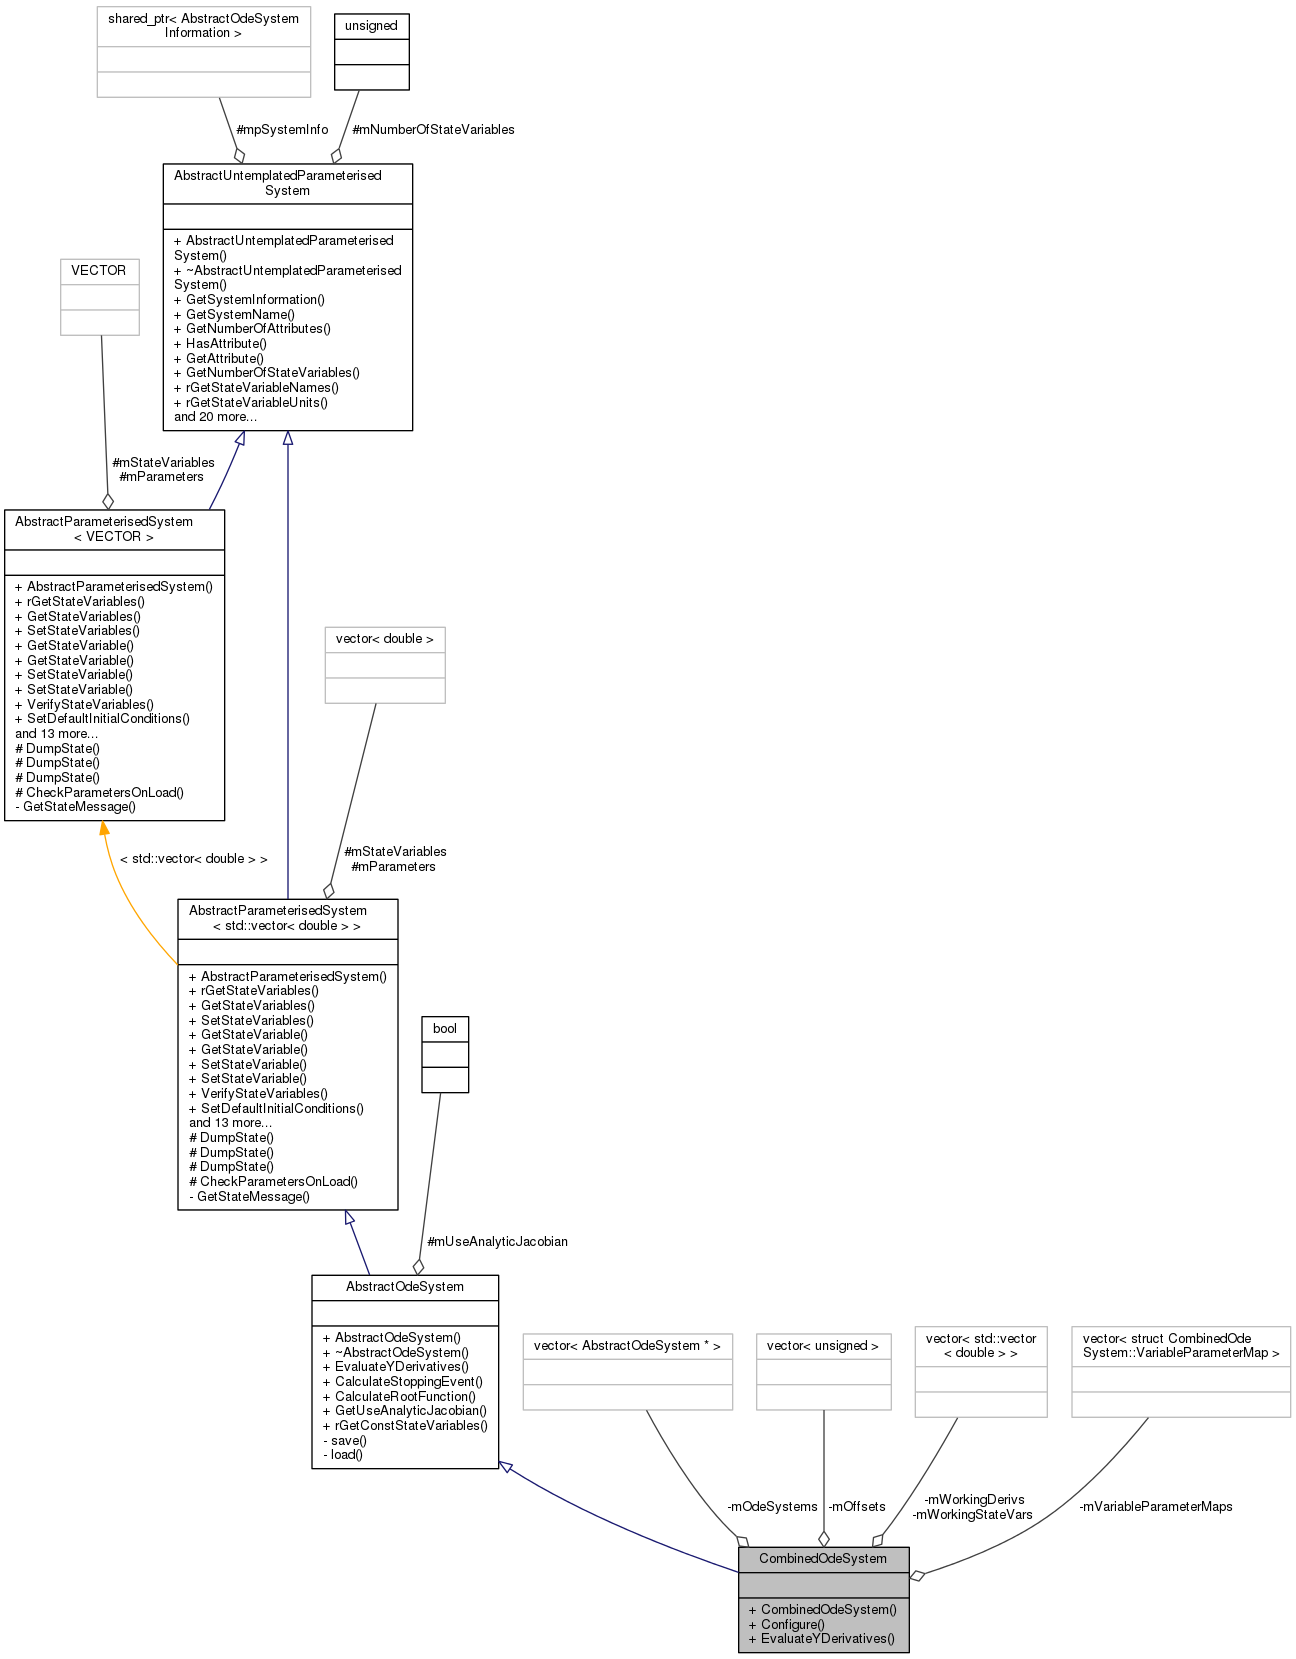 shared_ptr< AbstractOdeSystem
Information >
unsigned
#mpSystemInfo
#mNumberOfStateVariables
AbstractUntemplatedParameterised
System
+ AbstractUntemplatedParameterised
System()
+ ~AbstractUntemplatedParameterised
System()
+ GetSystemInformation()
+ GetSystemName()
+ GetNumberOfAttributes()
+ HasAttribute()
+ GetAttribute()
+ GetNumberOfStateVariables()
+ rGetStateVariableNames()
+ rGetStateVariableUnits()
and 20 more...
VECTOR
#mStateVariables
#mParameters
AbstractParameterisedSystem
< VECTOR >
+ AbstractParameterisedSystem()
+ rGetStateVariables()
+ GetStateVariables()
+ SetStateVariables()
+ GetStateVariable()
+ GetStateVariable()
+ SetStateVariable()
+ SetStateVariable()
+ VerifyStateVariables()
+ SetDefaultInitialConditions()
and 13 more...
# DumpState()
# DumpState()
# DumpState()
# CheckParametersOnLoad()
- GetStateMessage()
vector< double >
< std::vector< double > >
#mStateVariables
#mParameters
AbstractParameterisedSystem
< std::vector< double > >
+ AbstractParameterisedSystem()
+ rGetStateVariables()
+ GetStateVariables()
+ SetStateVariables()
+ GetStateVariable()
+ GetStateVariable()
+ SetStateVariable()
+ SetStateVariable()
+ VerifyStateVariables()
+ SetDefaultInitialConditions()
and 13 more...
# DumpState()
# DumpState()
# DumpState()
# CheckParametersOnLoad()
- GetStateMessage()
bool
#mUseAnalyticJacobian
AbstractOdeSystem
+ AbstractOdeSystem()
+ ~AbstractOdeSystem()
+ EvaluateYDerivatives()
+ CalculateStoppingEvent()
+ CalculateRootFunction()
+ GetUseAnalyticJacobian()
+ rGetConstStateVariables()
- save()
- load()
vector< AbstractOdeSystem * >
vector< unsigned >
vector< std::vector
< double > >
vector< struct CombinedOde
System::VariableParameterMap >
-mOdeSystems
-mOffsets
-mWorkingDerivs
-mWorkingStateVars
-mVariableParameterMaps
CombinedOdeSystem
+ CombinedOdeSystem()
+ Configure()
+ EvaluateYDerivatives()